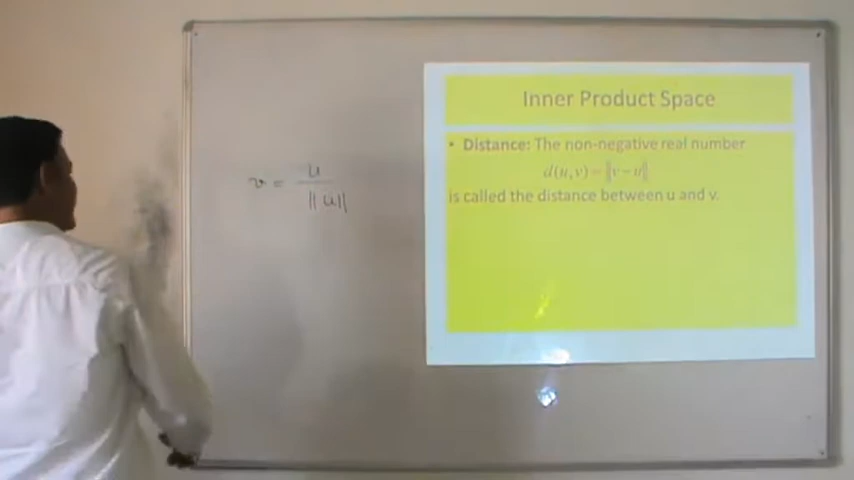 v = u / ||u||
Inner Product Space
• Distance: The non-negative real number
d(u, v) = ||v − u||
is called the distance between u and v.